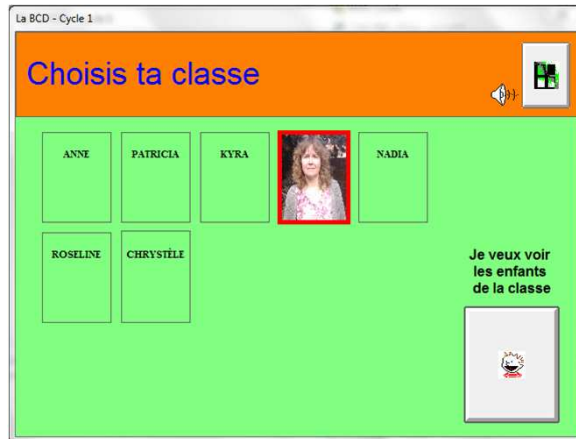 La BCD - Cycle 1
Choisis ta classe
ANNE
PATRICIA
KYRA
NADIA
ROSELINE
CHRYSTÈLE
Je veux voir
les enfants
de la classe